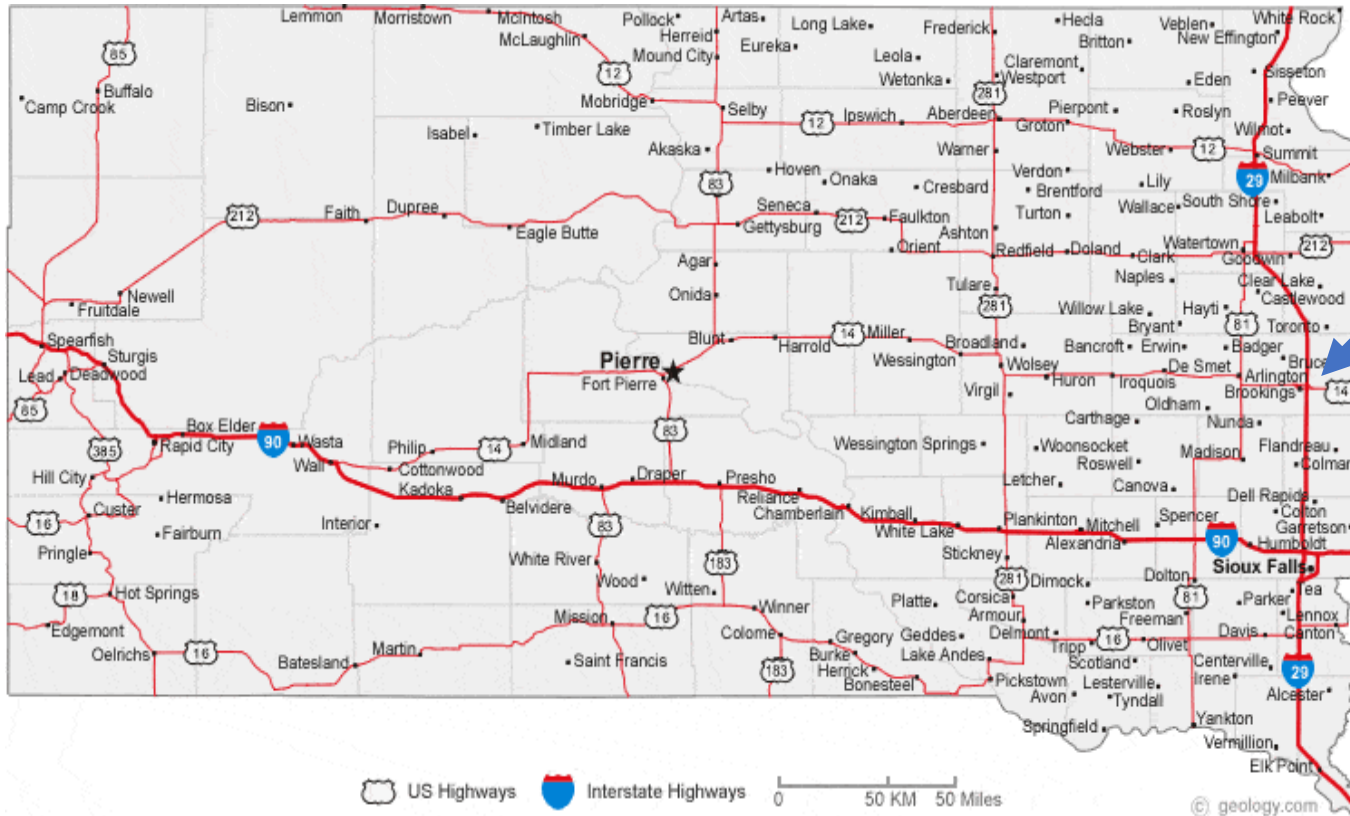 Lemmon Morristown McIntosh Pollock Artas Long Lake Frederick Hecla Veblen White Rock
McLaughlin Herreid Eureka Britton New Effington
85 Mound City Leola Claremont
12 Wetonka Westport Eden Sisseton
Camp Crook Buffalo Bison Mobridge Selby 281 Pierpont Roslyn Peever
Isabel Timber Lake 12 Ipswich Aberdeen Groton Wilmot
Akaska Warner Webster 12 Summit
83 Hoven Onaka Cresbard Verdon Brentford Lily 29 Milbank
212 Faith Dupree Seneca 212 Faulkton Turton Wallace South Shore Leabolt
Eagle Butte Gettysburg Ashton Watertown 212
Orient Redfield Doland Clark Goodwin
Agar Tulare Naples Clear Lake
Newell Onida 281 Willow Lake Hayti Castlewood
Fruitdale Bryant 81 Toronto
Spearfish Sturgis Blunt Harrold 14 Miller Broadland Bancroft Erwin Badger Bruce
Lead Deadwood Pierre Wessington Wolsey De Smet Arlington
Fort Pierre Virgil Huron Iroquois Brookings 14
85 Oldham
Box Elder 83 Carthage Nunda
385 Rapid City 90 Wasta Philip 14 Midland Wessington Springs Woonsocket Madison Flandreau
Wall Cottonwood Roswell Colman
Hill City Kadoka Murdo Draper Presho Letcher Canova
Hermosa Belvidere Reliance Dell Rapids
16 Custer Interior 83 Chamberlain Kimball Plankinton Mitchell Spencer Colton
Fairburn White Lake Alexandria 90 Garretson
Pringle White River Stickney Humboldt
183 Sioux Falls
18 Hot Springs Wood Witten 281 Dimock Dolton Tea
Platte Corsica Parkston 81 Parker
Edgemont Mission 16 Winner Armour Freeman Lennox
Oelrichs 16 Martin Colome Gregory Geddes Delmont 16 Olivet Davis Canton
Batesland Saint Francis 183 Burke Lake Andes Tripp Scotland Centerville 29
Herrick Pickstown Lesterville Irene
Bonesteel Avon Tyndall Alcester
Springfield Yankton
Vermillion
Elk Point
US Highways Interstate Highways 0 50 KM 50 Miles
© geology.com